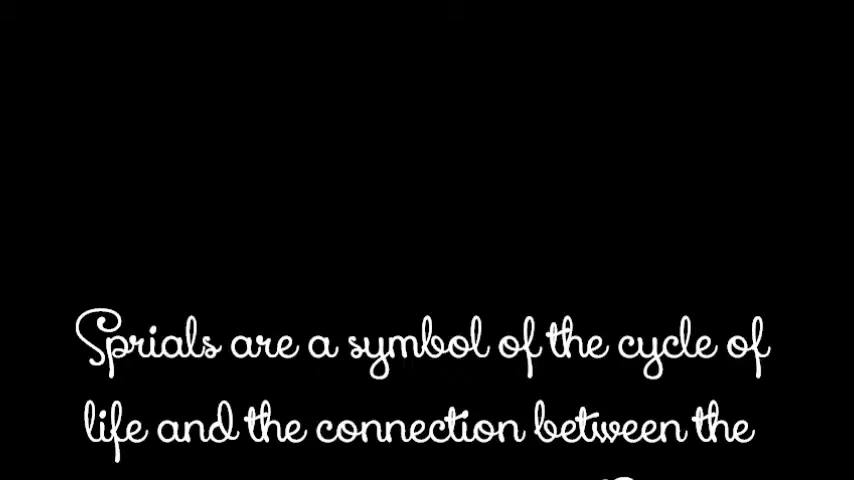 Sprials are a symbol of the cycle of
life and the connection between the